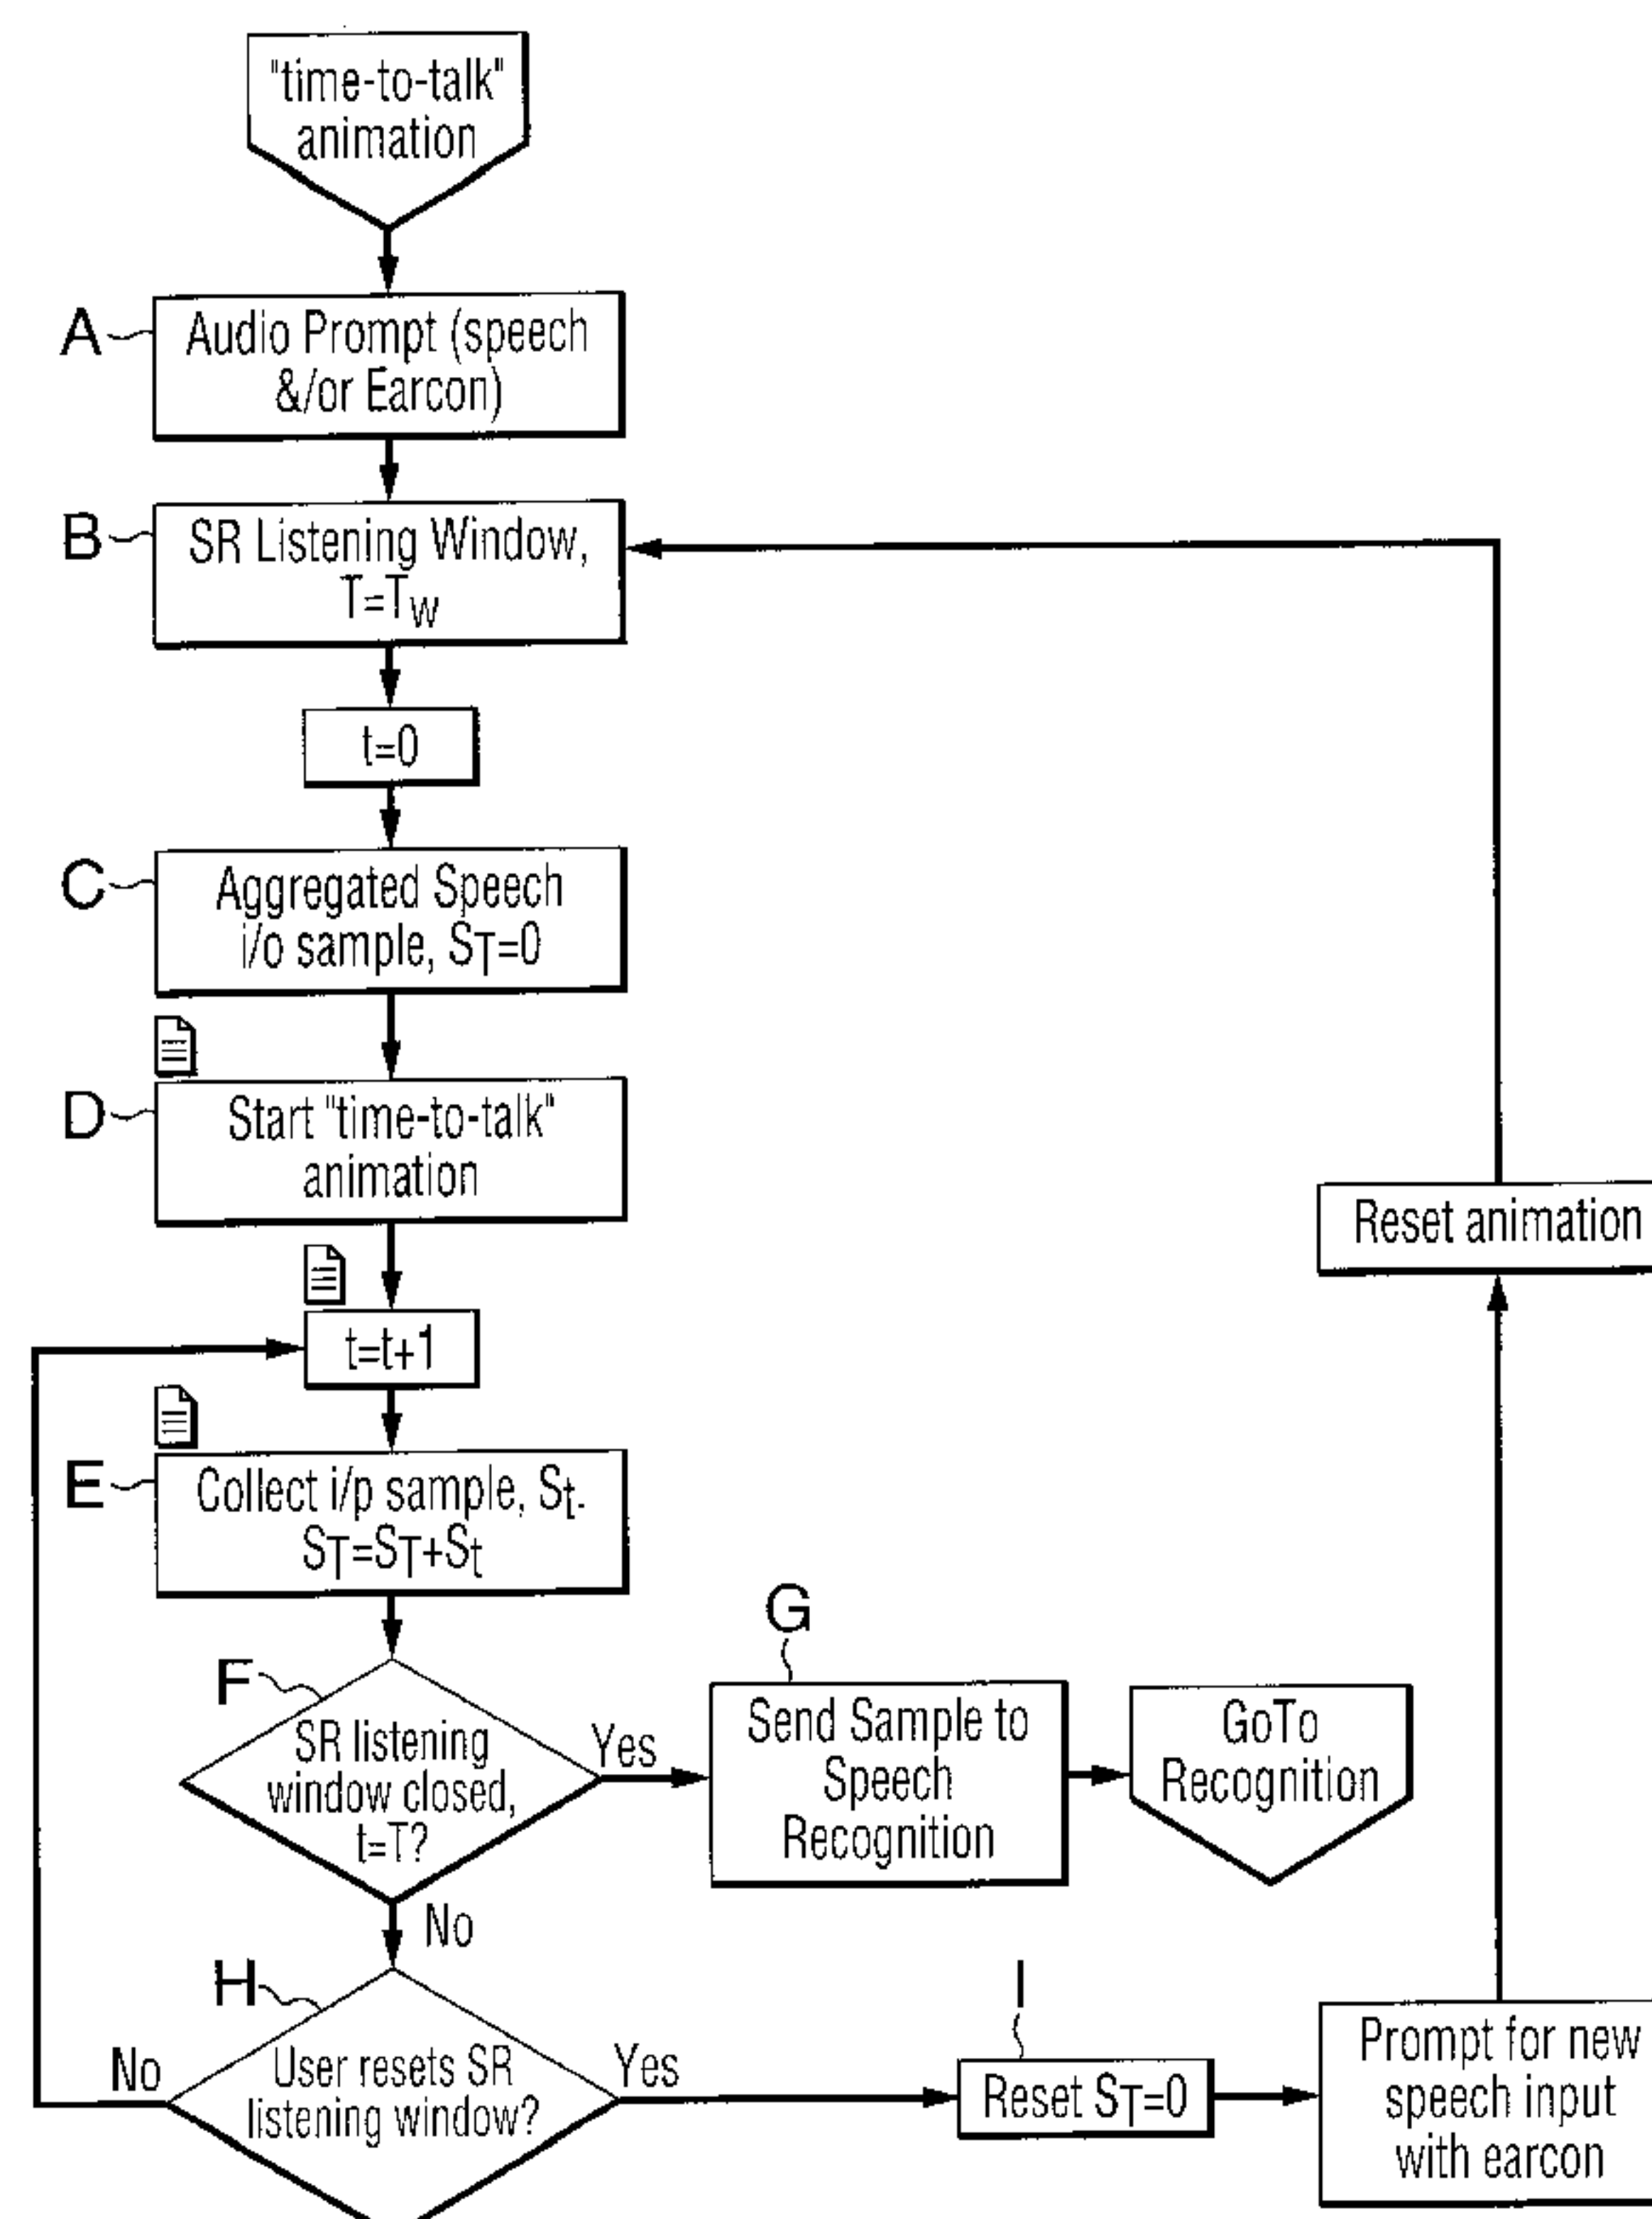 "time-to-talk"
animation
A
Audio Prompt (speech
&/or Earcon)
B
SR Listening Window,
T=Tw
t=0
C
Aggregated Speech
i/o sample, ST=0
D
Start "time-to-talk"
animation
Reset animation
t=t+1
E
Collect i/p sample, St.
ST=ST+St
F
SR listening
window closed,
t=T?
Yes
No
G
Send Sample to
Speech
Recognition
GoTo
Recognition
H
User resets SR
listening window?
No
Yes
I
Reset ST=0
Prompt for new
speech input
with earcon